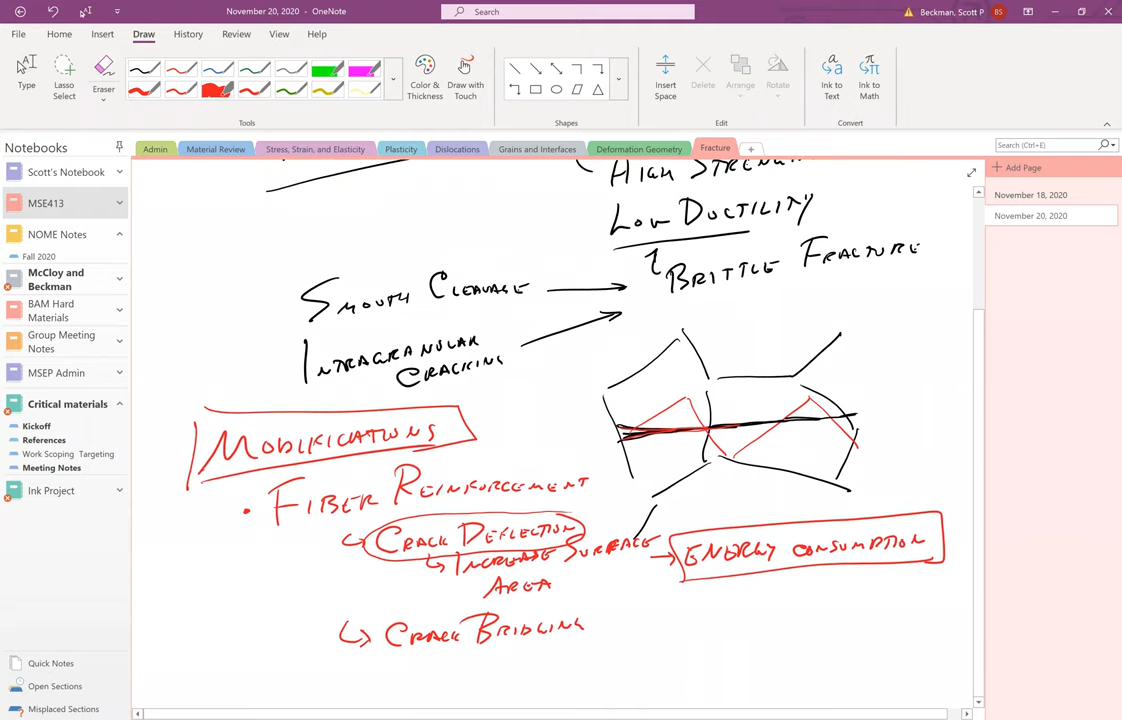 November 20, 2020 - OneNote
Search
Beckman, Scott P
BS
File Home Insert Draw History Review View Help
Type
Lasso Select
Eraser
Color & Thickness
Draw with Touch
Insert Space
Delete
Arrange
Rotate
Ink to Text
Ink to Math
Tools
Shapes
Edit
Convert
Notebooks
Admin
Material Review
Stress, Strain, and Elasticity
Plasticity
Dislocations
Grains and Interfaces
Deformation Geometry
Fracture
Search (Ctrl+E)
Scott's Notebook
MSE413
NOME Notes
Fall 2020
McCloy and Beckman
BAM Hard Materials
Group Meeting Notes
MSEP Admin
Critical materials
Kickoff
References
Work Scoping Targeting
Meeting Notes
Ink Project
Quick Notes
Open Sections
Misplaced Sections
Add Page
November 18, 2020
November 20, 2020
HIGH STRENGT
LOW DUCTILITY
BRITTLE FRACTURE
SMOUTH CLEAVAGE
INTRAGRANULAR
CRACKING
MODIFICATIONS
• FIBER REINFORCEMENT
CRACK DEFLECTION
INCREASE SURFACE
AREA
ENERGY CONSUMPTION
CRACK BRIDGING